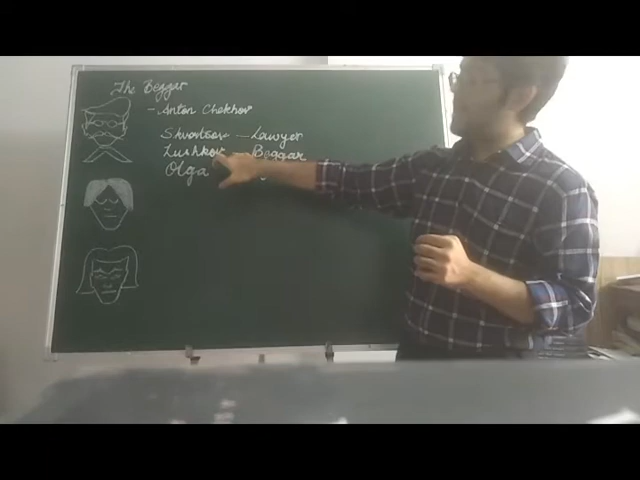 The Beggar
- Anton Chekhov
Skvortsov - Lawyer
Lushkov - Beggar
Olga